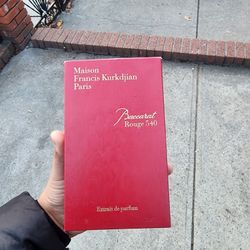 Maison
Francis Kurkdjian
Paris
Baccarat
Rouge 540
Extrait de parfum